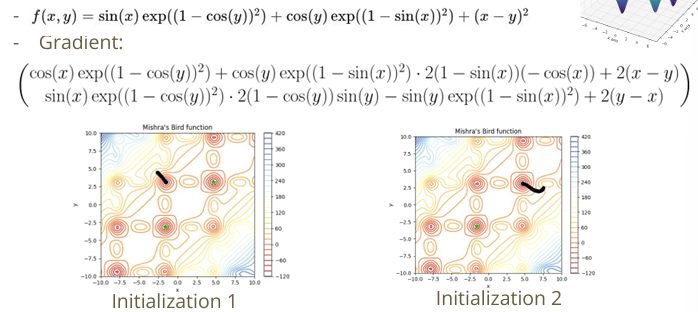 - f(x, y) = sin(x) exp((1 − cos(y))²) + cos(y) exp((1 − sin(x))²) + (x − y)²
- Gradient:
cos(x) exp((1 − cos(y))²) + cos(y) exp((1 − sin(x))²) · 2(1 − sin(x))(− cos(x)) + 2(x − y)
sin(x) exp((1 − cos(y))²) · 2(1 − cos(y)) sin(y) − sin(y) exp((1 − sin(x))²) + 2(y − x)
Mishra's Bird function
10.0
7.5
5.0
2.5
0.0
−2.5
−5.0
−7.5
−10.0
y
−10.0 −7.5 −5.0 −2.5 0.0 2.5 5.0 7.5 10.0
x
420
360
300
240
180
120
60
0
−60
−120
Initialization 1
Mishra's Bird function
10.0
7.5
5.0
2.5
0.0
−2.5
−5.0
−7.5
−10.0
y
−10.0 −7.5 −5.0 −2.5 0.0 2.5 5.0 7.5 10.0
x
420
360
300
240
180
120
60
0
−60
−120
Initialization 2